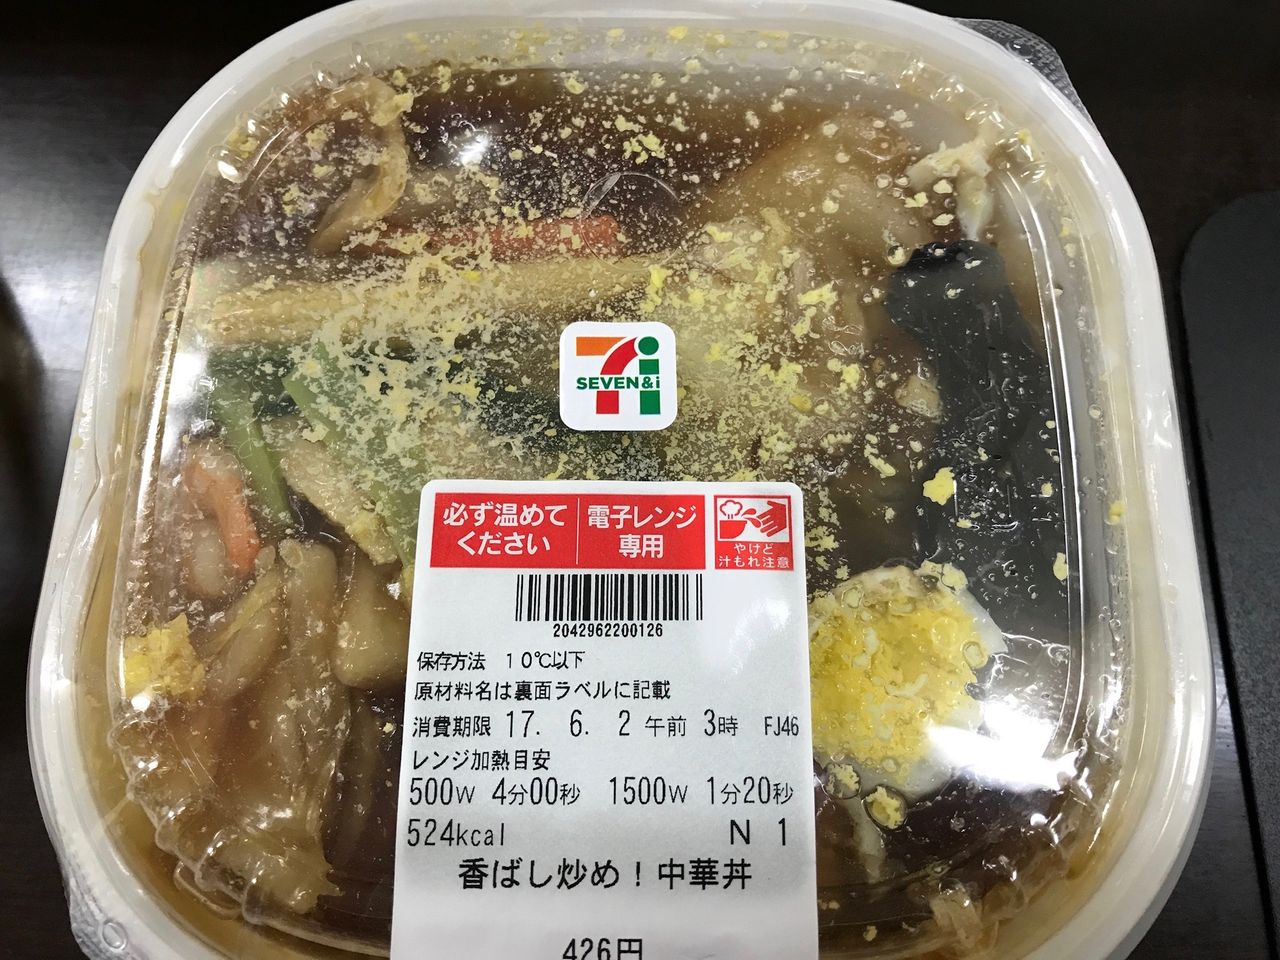 SEVEN&i
必ず温めて
ください
電子レンジ
専用
やけど
汁もれ注意
2042962200126
保存方法 10℃以下
原材料名は裏面ラベルに記載
消費期限 17. 6. 2 午前 3時 FJ46
レンジ加熱目安
500W 4分00秒 1500W 1分20秒
524kcal N 1
香ばし炒め！中華丼
426円